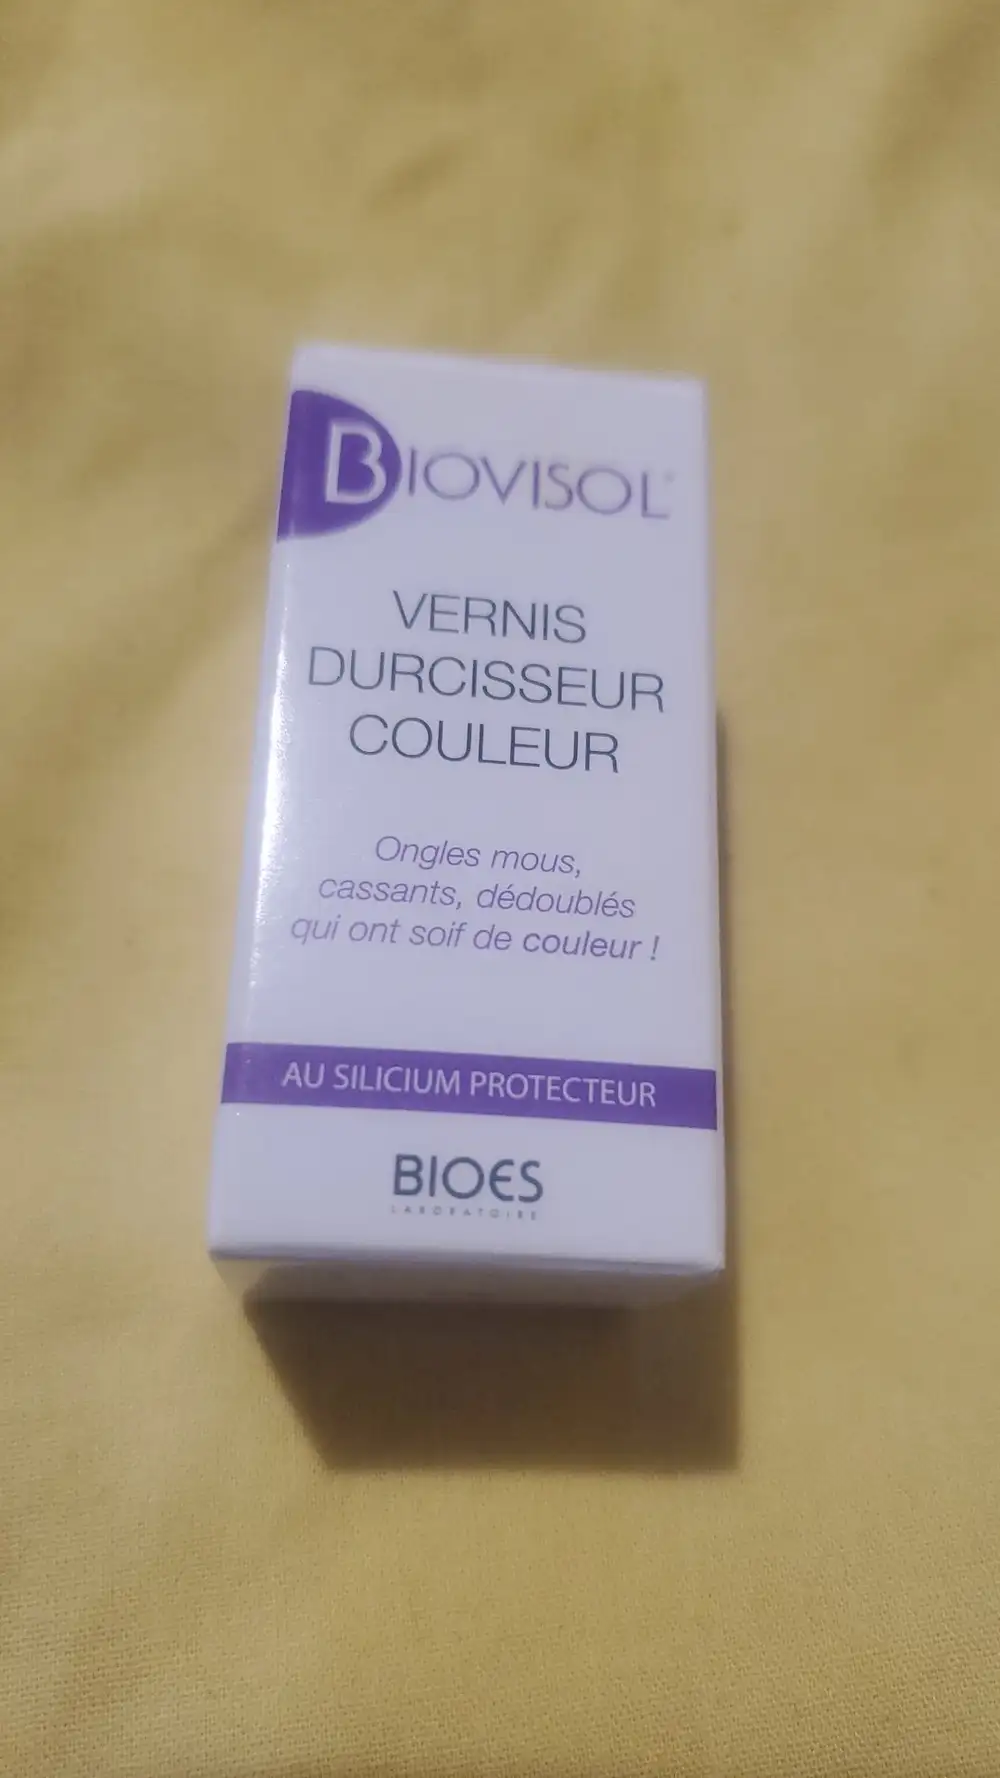 BIOVISOL
VERNIS
DURCISSEUR
COULEUR
Ongles mous,
cassants, dédoublés
qui ont soif de couleur !
AU SILICIUM PROTECTEUR
BIOES
LABORATOIRE